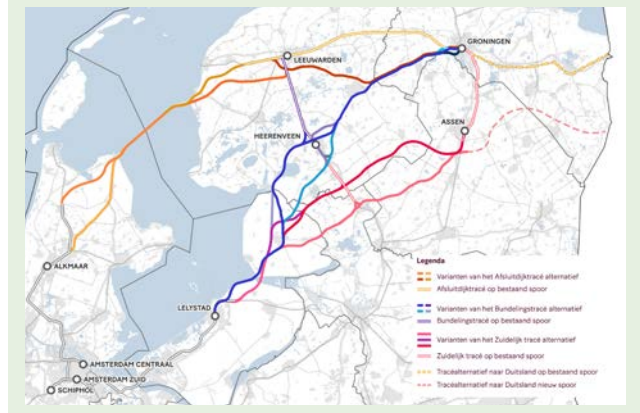 GRONINGEN
LEEUWARDEN
ASSEN
HEERENVEEN
ALKMAAR
LELYSTAD
AMSTERDAM CENTRAAL
AMSTERDAM ZUID
SCHIPHOL
Legenda
Varianten van het Afsluitdijktracé alternatief
Afsluitdijktracé op bestaand spoor
Varianten van het Bundelingstracé alternatief
Bundelingstracé op bestaand spoor
Varianten van het Zuidelijk tracé alternatief
Zuidelijk tracé op bestaand spoor
Tracéalternatief naar Duitsland op bestaand spoor
Tracéalternatief naar Duitsland nieuw spoor